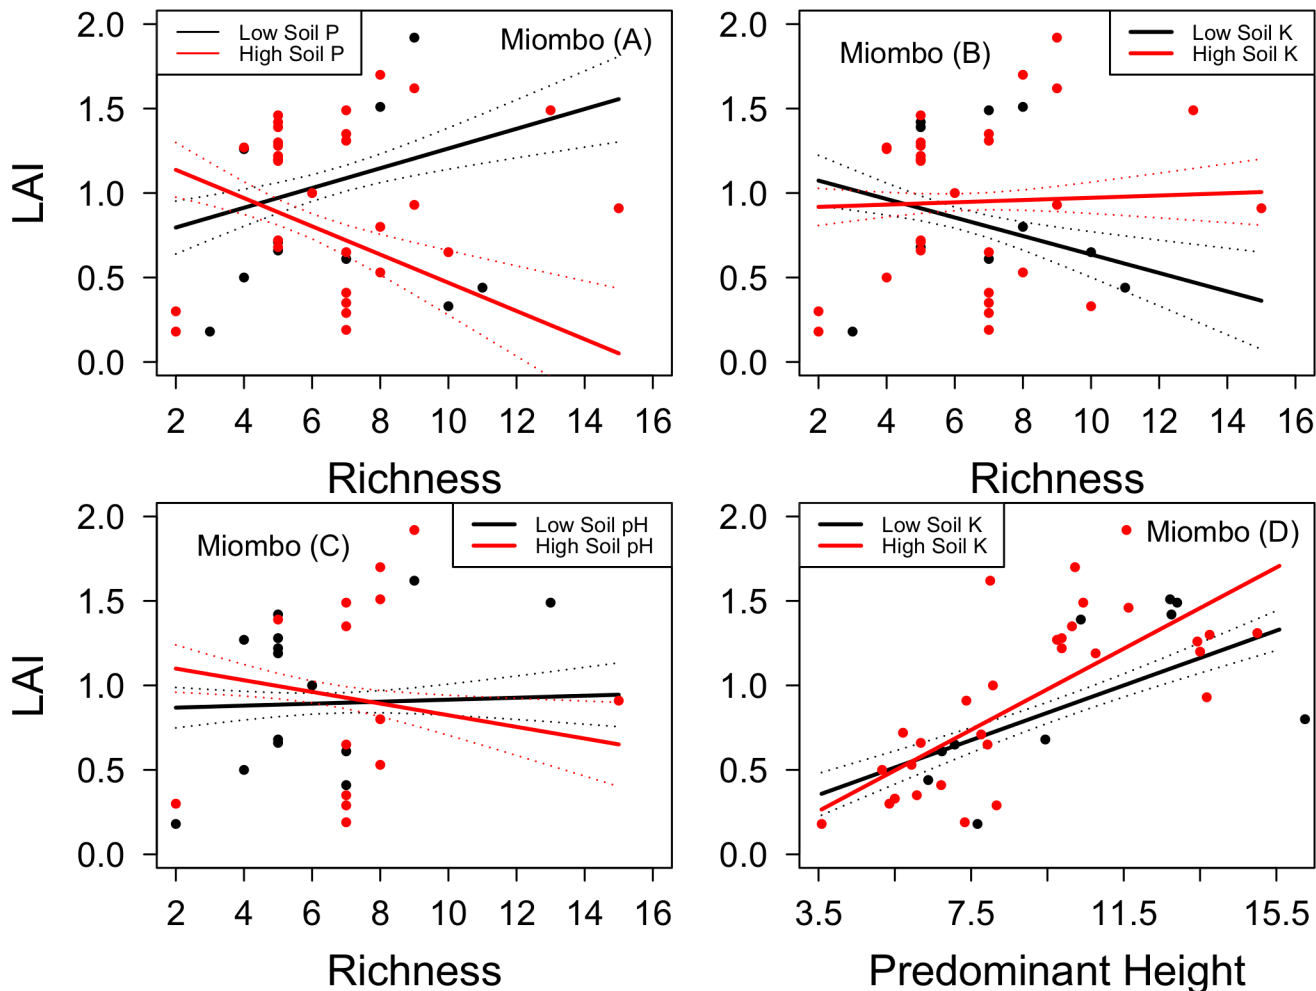 Low Soil P
High Soil P
Miombo (A)
LAI
2.0
1.5
1.0
0.5
0.0
2 4 6 8 10 12 14 16
Richness
Miombo (B)
Low Soil K
High Soil K
2.0
1.5
1.0
0.5
0.0
2 4 6 8 10 12 14 16
Richness
Miombo (C)
Low Soil pH
High Soil pH
LAI
2.0
1.5
1.0
0.5
0.0
2 4 6 8 10 12 14 16
Richness
Low Soil K
High Soil K
Miombo (D)
2.0
1.5
1.0
0.5
0.0
3.5 7.5 11.5 15.5
Predominant Height